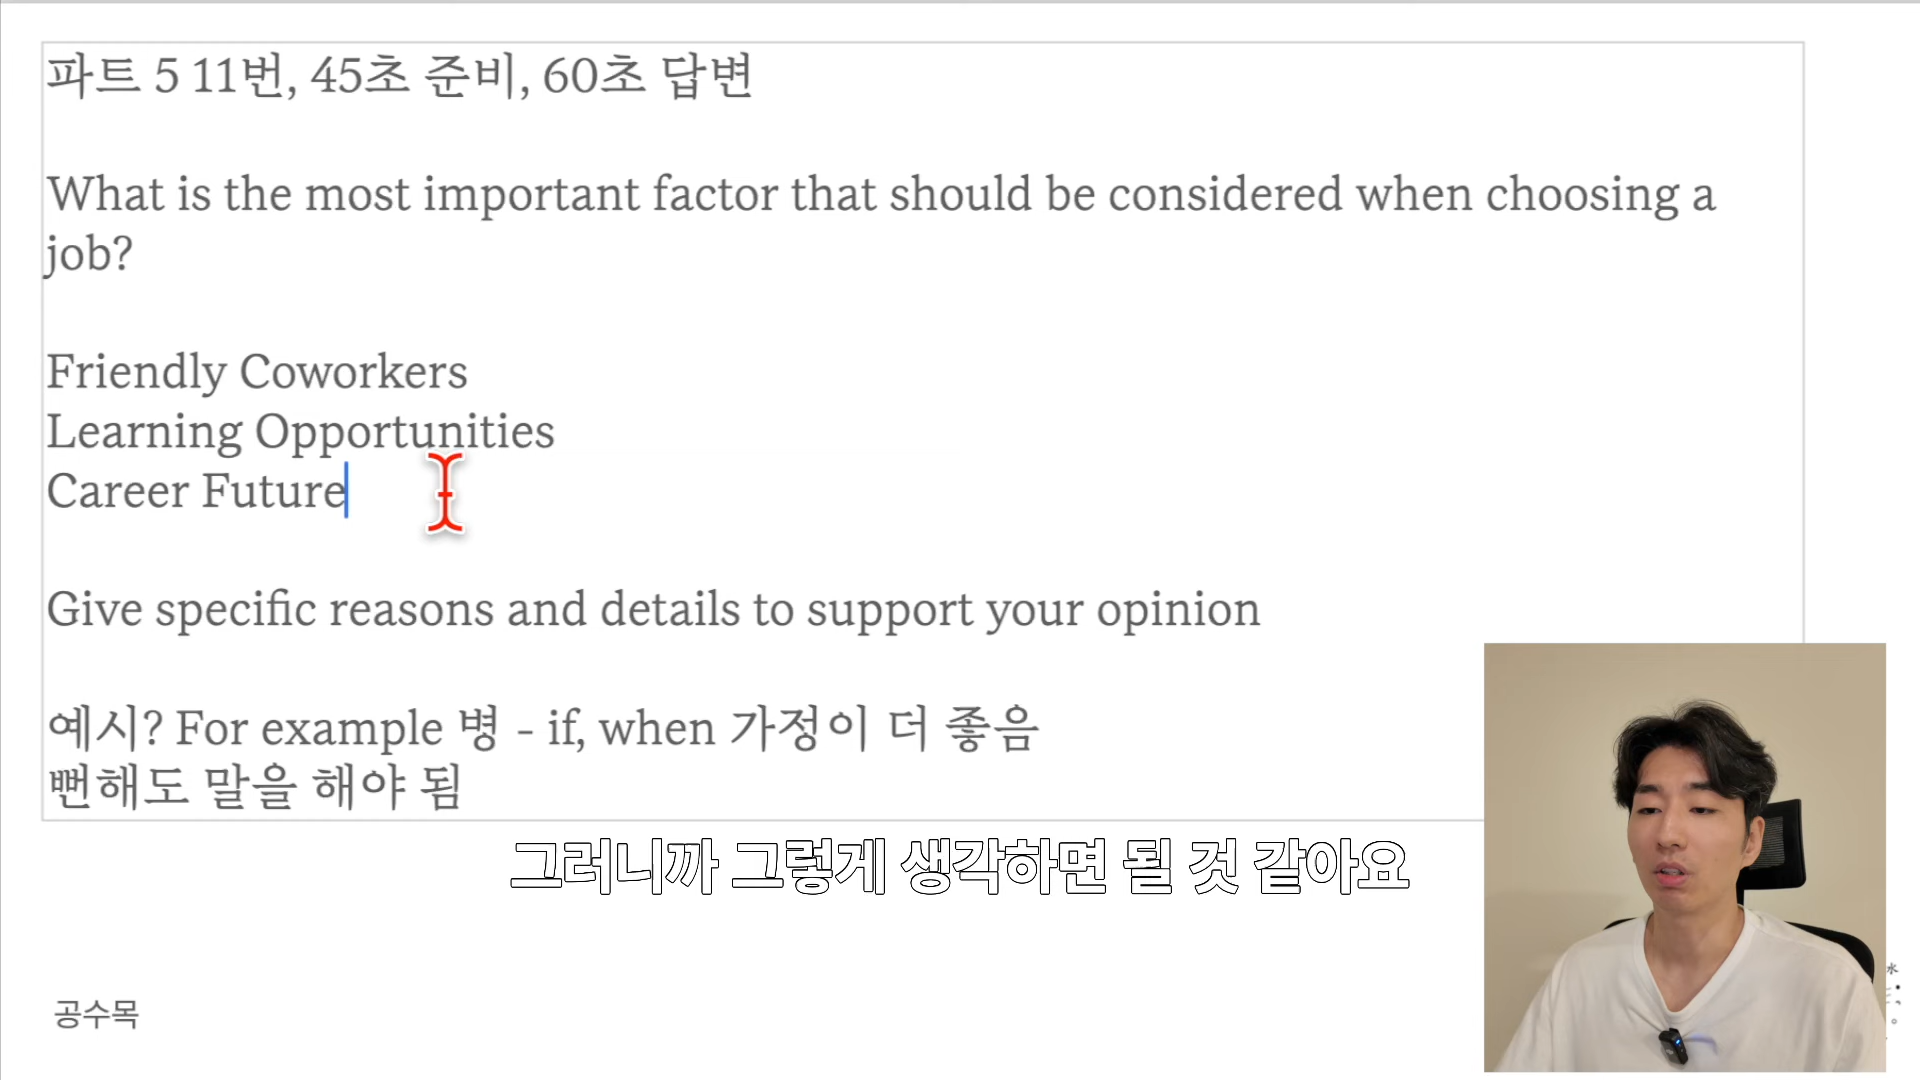 파트 5 11번, 45초 준비, 60초 답변
What is the most important factor that should be considered when choosing a
job?
Friendly Coworkers
Learning Opportunities
Career Future
Give specific reasons and details to support your opinion
예시? For example 병 - if, when 가정이 더 좋음
뻔해도 말을 해야 됨
그러니까 그렇게 생각하면 될 것 같아요
공수목
水